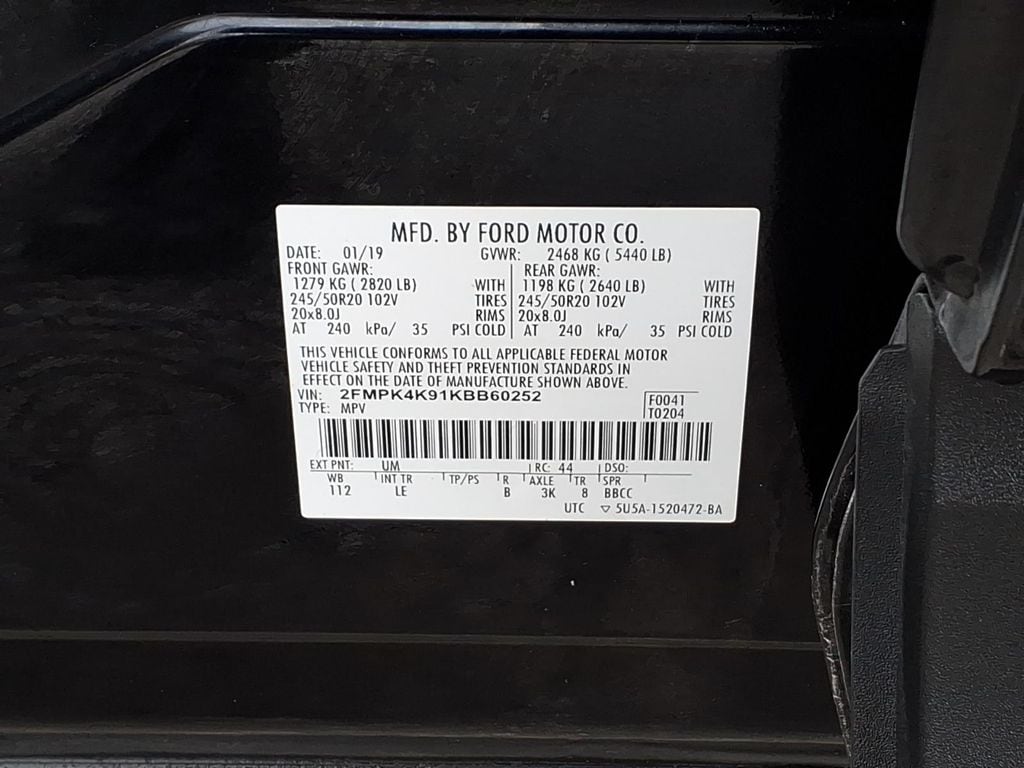 MFD. BY FORD MOTOR CO.
DATE: 01/19 GVWR: 2468 KG ( 5440 LB)
FRONT GAWR: REAR GAWR:
1279 KG ( 2820 LB) WITH 1198 KG ( 2640 LB) WITH
245/50R20 102V TIRES 245/50R20 102V TIRES
20x8.0J RIMS 20x8.0J RIMS
AT 240 kPa/ 35 PSI COLD AT 240 kPa/ 35 PSI COLD
THIS VEHICLE CONFORMS TO ALL APPLICABLE FEDERAL MOTOR
VEHICLE SAFETY AND THEFT PREVENTION STANDARDS IN
EFFECT ON THE DATE OF MANUFACTURE SHOWN ABOVE.
VIN: 2FMPK4K91KBB60252 F0041
TYPE: MPV T0204
EXT PNT: UM RC: 44 DSO:
WB INT TR TP/PS R AXLE TR SPR
112 LE B 3K 8 BBCC
UTC ▽ 5U5A-1520472-BA